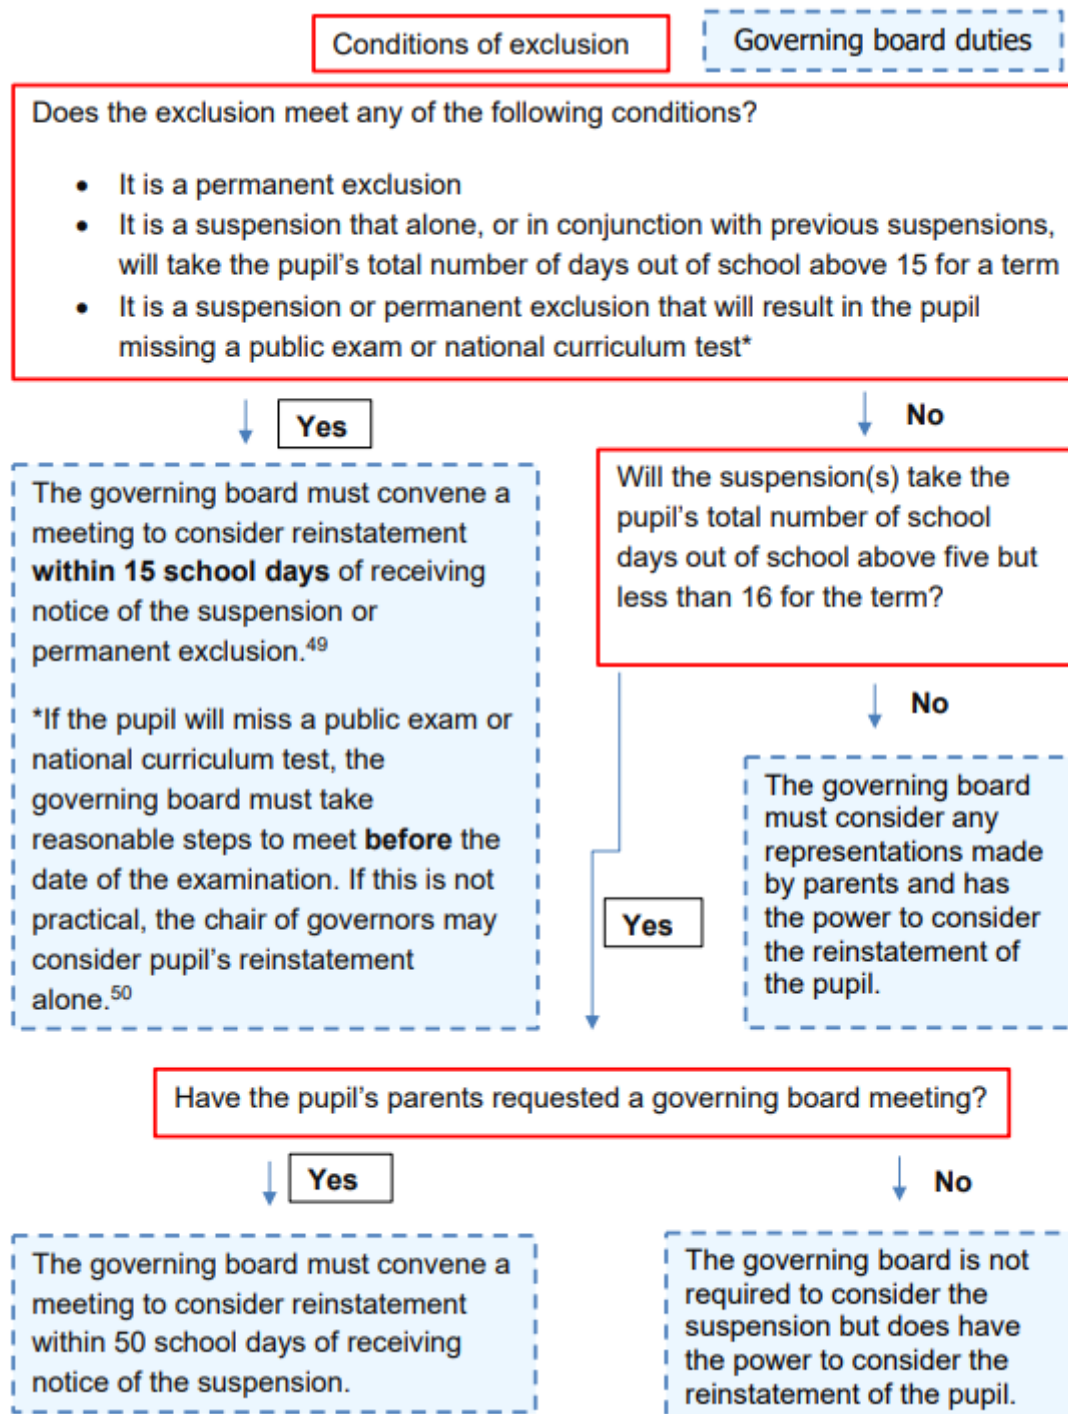 Conditions of exclusion
Governing board duties
Does the exclusion meet any of the following conditions?
• It is a permanent exclusion
• It is a suspension that alone, or in conjunction with previous suspensions,
will take the pupil's total number of days out of school above 15 for a term
• It is a suspension or permanent exclusion that will result in the pupil
missing a public exam or national curriculum test*
Yes
No
The governing board must convene a
meeting to consider reinstatement
within 15 school days of receiving
notice of the suspension or
permanent exclusion.49
*If the pupil will miss a public exam or
national curriculum test, the
governing board must take
reasonable steps to meet before the
date of the examination. If this is not
practical, the chair of governors may
consider pupil's reinstatement
alone.50
Will the suspension(s) take the
pupil's total number of school
days out of school above five but
less than 16 for the term?
No
The governing board
must consider any
representations made
by parents and has
the power to consider
the reinstatement of
the pupil.
Yes
Have the pupil's parents requested a governing board meeting?
Yes
No
The governing board must convene a
meeting to consider reinstatement
within 50 school days of receiving
notice of the suspension.
The governing board is not
required to consider the
suspension but does have
the power to consider the
reinstatement of the pupil.